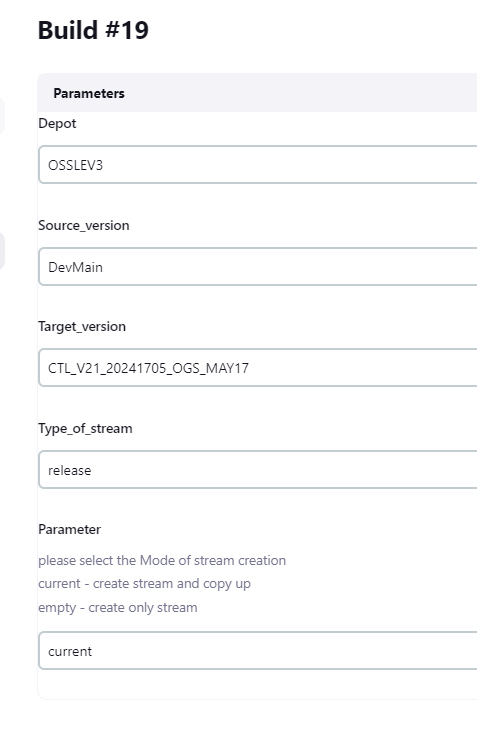 Build #19
Parameters
Depot
OSSLEV3
Source_version
DevMain
Target_version
CTL_V21_20241705_OGS_MAY17
Type_of_stream
release
Parameter
please select the Mode of stream creation
current - create stream and copy up
empty - create only stream
current